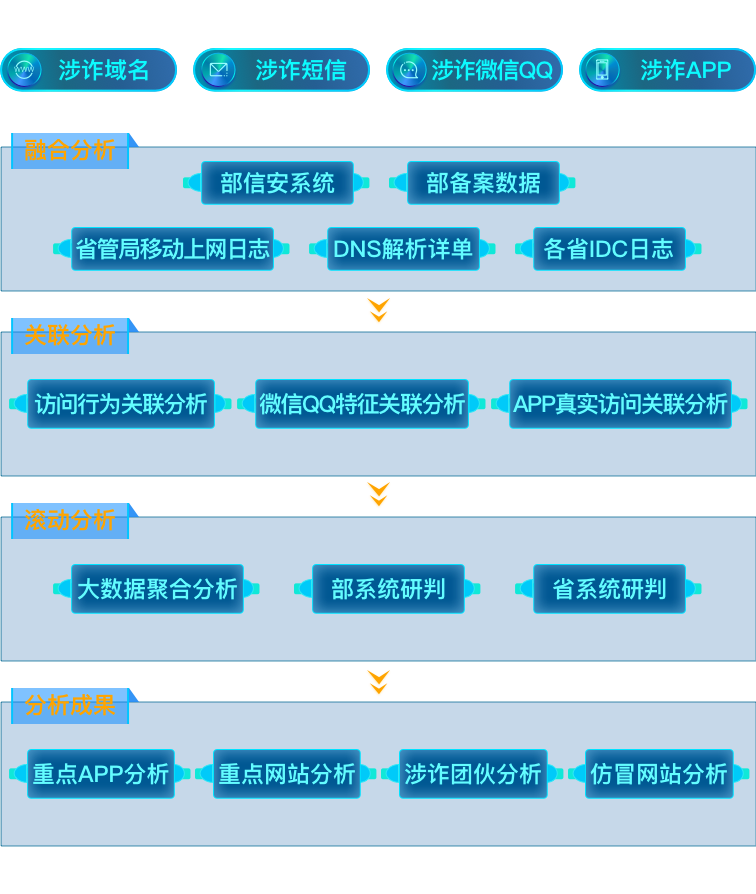 WWW 涉诈域名 涉诈短信 涉诈微信QQ 涉诈APP
融合分析
部信安系统 部备案数据
省管局移动上网日志 DNS解析详单 各省IDC日志
关联分析
访问行为关联分析 微信QQ特征关联分析 APP真实访问关联分析
滚动分析
大数据聚合分析 部系统研判 省系统研判
分析成果
重点APP分析 重点网站分析 涉诈团伙分析 仿冒网站分析